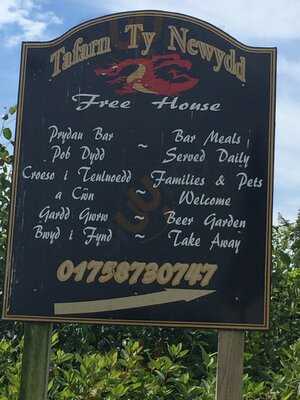 Tafarn Ty Newydd
Free House
Prydau Bar ~ Bar Meals
Pob Dydd Served Daily
Croeso i Teuluoedd ~ Families & Pets
a Cŵn Welcome
Gardd Gwrw ~ Beer Garden
Bwyd i Fynd ~ Take Away
01758730747